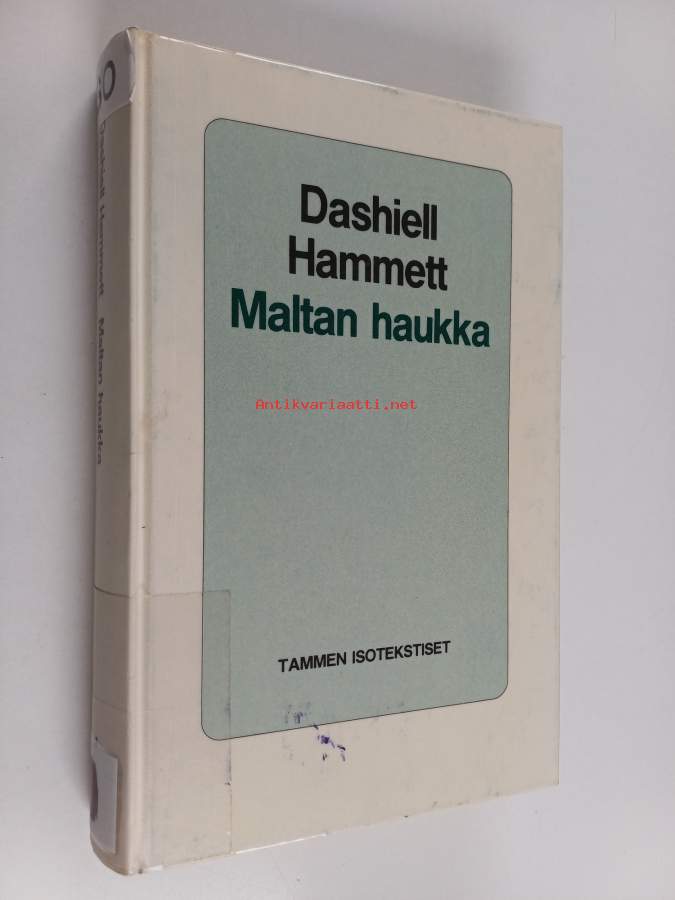 Dashiell
Hammett
Maltan haukka
Antikvariaatti.net
TAMMEN ISOTEKSTISET
Dashiell Hammett Maltan haukka